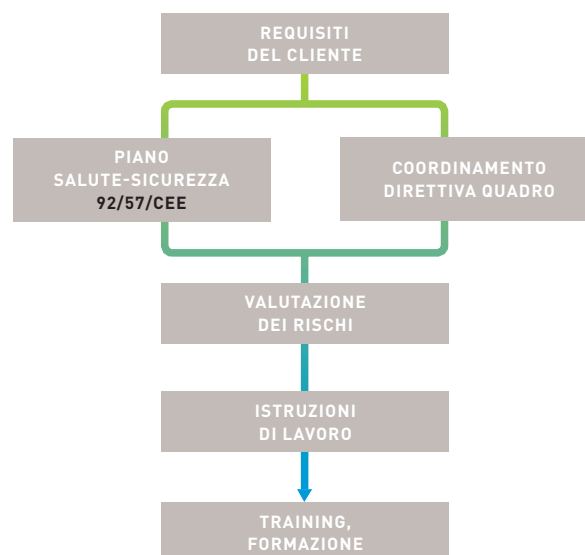 REQUISITI
DEL CLIENTE
PIANO
SALUTE-SICUREZZA
92/57/CEE
COORDINAMENTO
DIRETTIVA QUADRO
VALUTAZIONE
DEI RISCHI
ISTRUZIONI
DI LAVORO
TRAINING,
FORMAZIONE